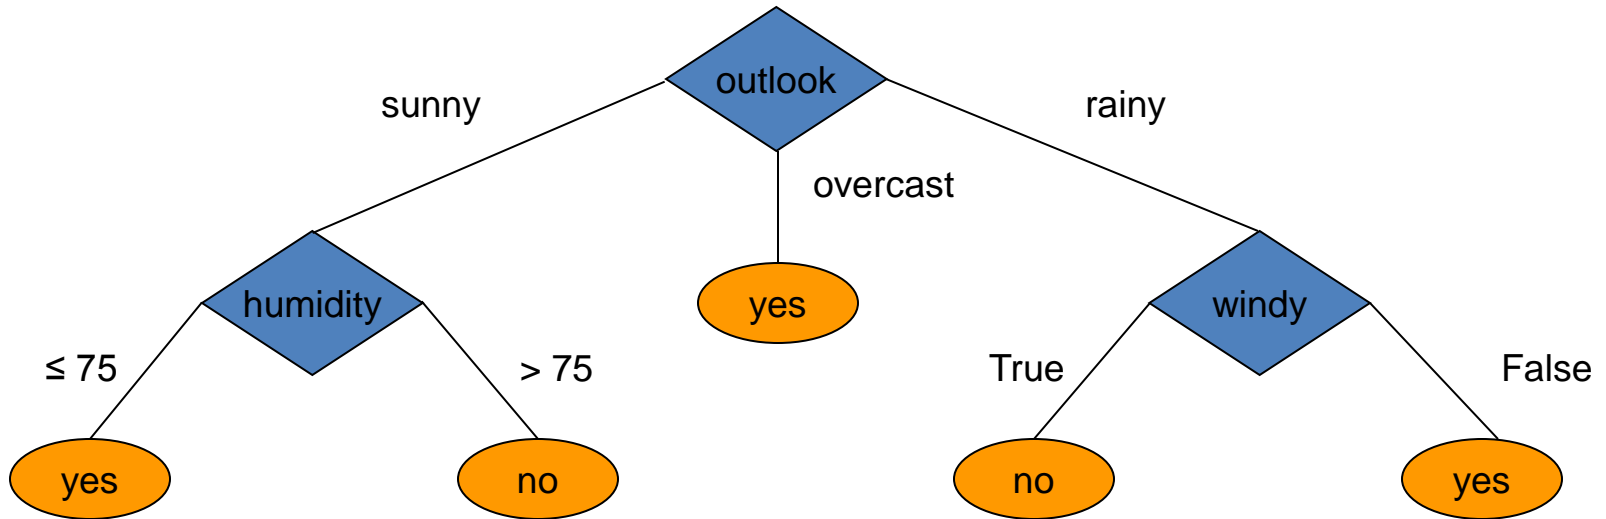 outlook
sunny
rainy
overcast
humidity
yes
windy
≤ 75
> 75
True
False
yes
no
no
yes